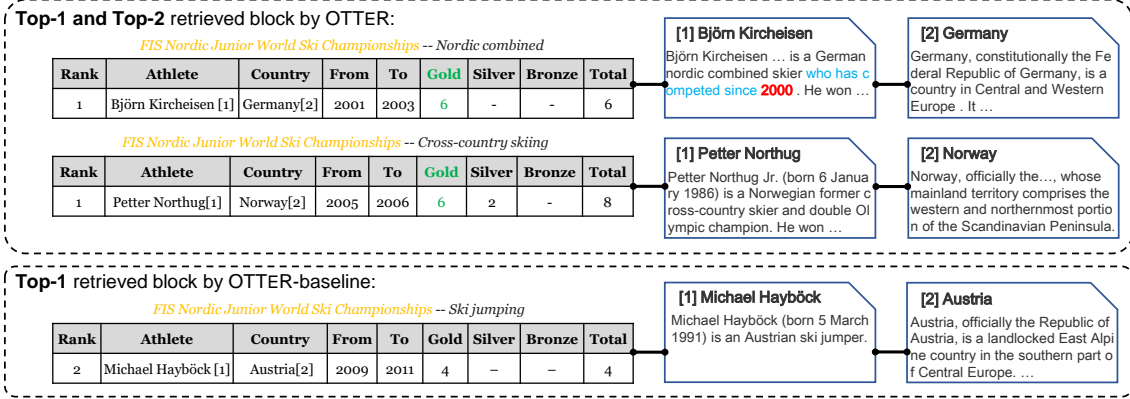 Top-1 and Top-2 retrieved block by OTTER:
FIS Nordic Junior World Ski Championships -- Nordic combined
Rank Athlete Country From To Gold Silver Bronze Total
1 Björn Kircheisen [1] Germany[2] 2001 2003 6 - - 6
[1] Björn Kircheisen
Björn Kircheisen … is a German
nordic combined skier who has c
ompeted since 2000 . He won …
[2] Germany
Germany, constitutionally the Fe
deral Republic of Germany, is a
country in Central and Western
Europe . It …
FIS Nordic Junior World Ski Championships -- Cross-country skiing
Rank Athlete Country From To Gold Silver Bronze Total
1 Petter Northug[1] Norway[2] 2005 2006 6 2 - 8
[1] Petter Northug
Petter Northug Jr. (born 6 Janua
ry 1986) is a Norwegian former c
ross-country skier and double Ol
ympic champion. He won …
[2] Norway
Norway, officially the…, whose
mainland territory comprises the
western and northernmost portio
n of the Scandinavian Peninsula.
Top-1 retrieved block by OTTER-baseline:
FIS Nordic Junior World Ski Championships -- Ski jumping
Rank Athlete Country From To Gold Silver Bronze Total
2 Michael Hayböck [1] Austria[2] 2009 2011 4 – – 4
[1] Michael Hayböck
Michael Hayböck (born 5 March
1991) is an Austrian ski jumper.
[2] Austria
Austria, officially the Republic of
Austria, is a landlocked East Alpi
ne country in the southern part o
f Central Europe. …